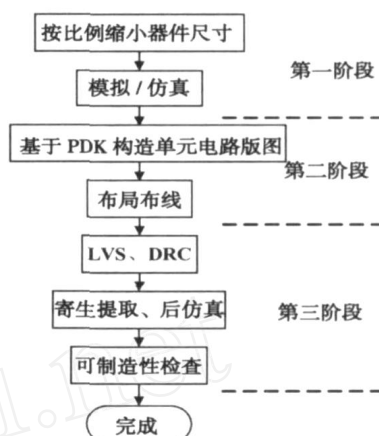 按比例缩小器件尺寸
第一阶段
模拟/仿真
基于 PDK 构造单元电路版图
第二阶段
布局布线
LVS、DRC
寄生提取、后仿真
第三阶段
可制造性检查
完成